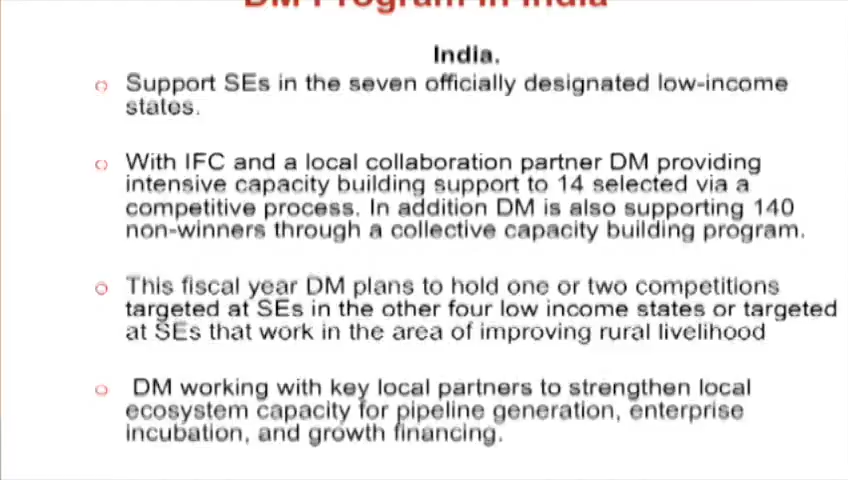 DM Program in India
India.
Support SEs in the seven officially designated low-income
states.
With IFC and a local collaboration partner DM providing
intensive capacity building support to 14 selected via a
competitive process. In addition DM is also supporting 140
non-winners through a collective capacity building program.
This fiscal year DM plans to hold one or two competitions
targeted at SEs in the other four low income states or targeted
at SEs that work in the area of improving rural livelihood
DM working with key local partners to strengthen local
ecosystem capacity for pipeline generation, enterprise
incubation, and growth financing.